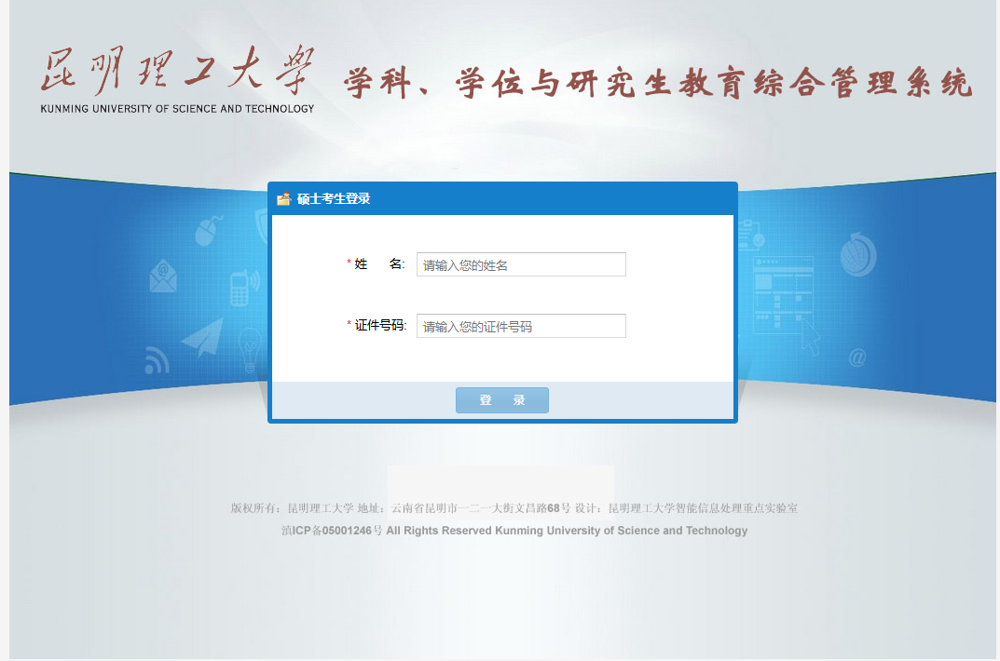 昆明理工大学
KUNMING UNIVERSITY OF SCIENCE AND TECHNOLOGY
学科、学位与研究生教育综合管理系统
硕士考生登录
* 姓 名: 请输入您的姓名
* 证件号码: 请输入您的证件号码
登 录
版权所有：昆明理工大学 地址：云南省昆明市一二一大街文昌路68号 设计：昆明理工大学智能信息处理重点实验室
滇ICP备05001246号 All Rights Reserved Kunming University of Science and Technology